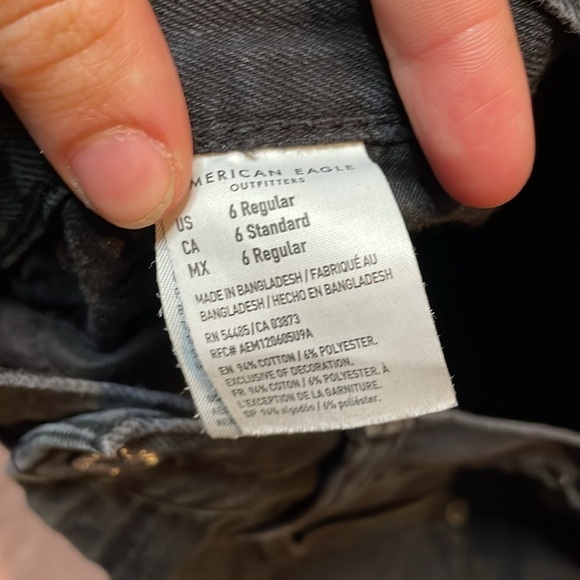 MERICAN EAGLE
OUTFITTERS
US 6 Regular
CA 6 Standard
MX 6 Regular
MADE IN BANGLADESH / FABRIQUÉ AU
BANGLADESH / HECHO EN BANGLADESH
RN 54485 / CA 03873
RFC# AEM120605U9A
EN 94% COTTON / 6% POLYESTER.
EXCLUSIVE OF DECORATION.
FR 94% COTON / 6% POLYESTER, À
L'EXCEPTION DE LA GARNITURE.
SP 94% algodón / 6% poliéster.